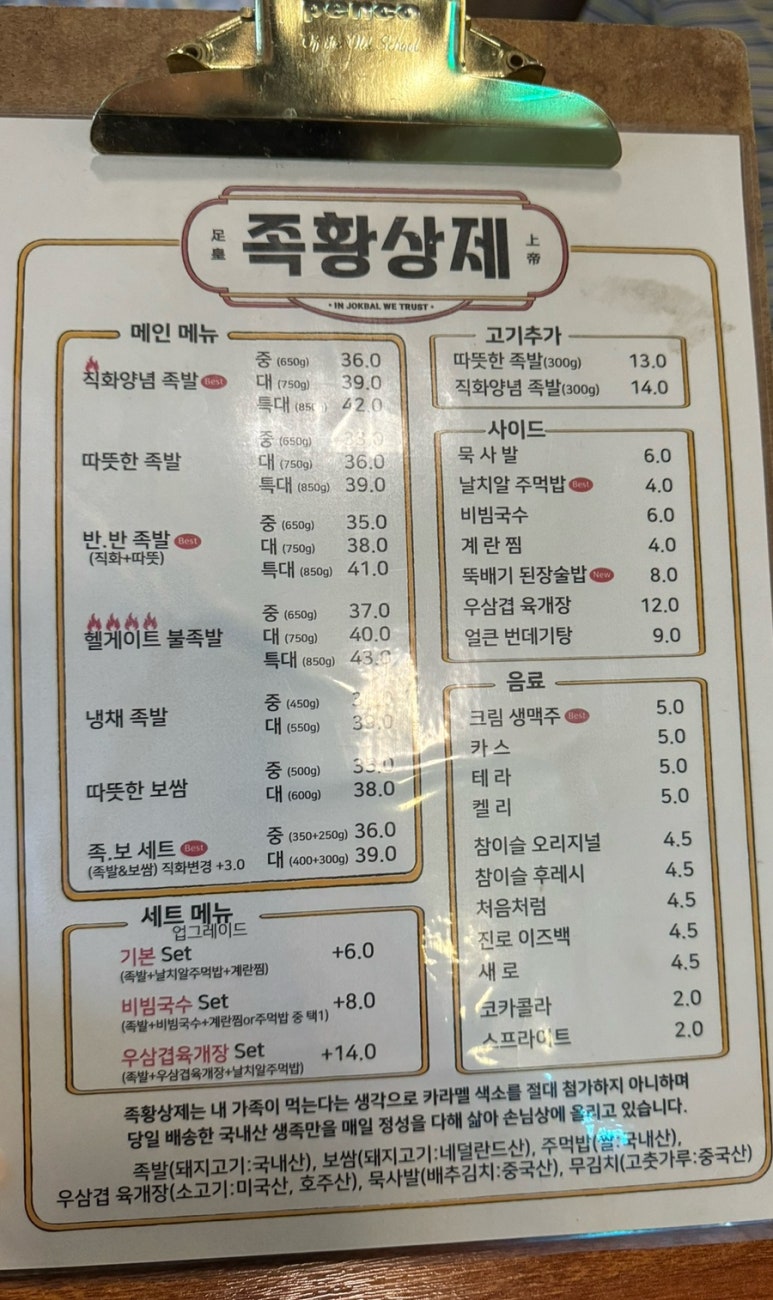 penco
足皇 족황상제 上帝
• IN JOKBAL WE TRUST •
메인 메뉴
직화양념 족발 Best
중 (650g) 36.0
대 (750g) 39.0
특대 42.0
따뜻한 족발
중 (650g)
대 (750g) 36.0
특대 (850g) 39.0
반.반 족발 Best
(직화+따뜻)
중 (650g) 35.0
대 (750g) 38.0
특대 (850g) 41.0
헬게이트 불족발
중 (650g) 37.0
대 (750g) 40.0
특대 (850g) 43.0
냉채 족발
중 (450g)
대 (550g)
따뜻한 보쌈
중 (500g)
대 (600g) 38.0
족.보 세트 Best
(족발&보쌈) 직화변경 +3.0
중 (350+250g) 36.0
대 (400+300g) 39.0
세트 메뉴
업그레이드
기본 Set +6.0
(족발+날치알주먹밥+계란찜)
비빔국수 Set +8.0
(족발+비빔국수+계란찜or주먹밥 중 택1)
우삼겹육개장 Set +14.0
(족발+우삼겹육개장+날치알주먹밥)
고기추가
따뜻한 족발(300g) 13.0
직화양념 족발(300g) 14.0
사이드
묵 사 발 6.0
날치알 주먹밥 Best 4.0
비빔국수 6.0
계 란 찜 4.0
뚝배기 된장술밥 New 8.0
우삼겹 육개장 12.0
얼큰 번데기탕 9.0
음료
크림 생맥주 Best 5.0
카 스 5.0
테 라 5.0
켈 리 5.0
참이슬 오리지널 4.5
참이슬 후레시 4.5
처음처럼 4.5
진로 이즈백 4.5
새 로 4.5
코카콜라 2.0
스프라이트 2.0
족황상제는 내 가족이 먹는다는 생각으로 카라멜 색소를 절대 첨가하지 아니하며
당일 배송한 국내산 생족만을 매일 정성을 다해 삶아 손님상에 올리고 있습니다.
족발(돼지고기:국내산), 보쌈(돼지고기:네덜란드산), 주먹밥(쌀:국내산),
우삼겹 육개장(소고기:미국산, 호주산), 묵사발(배추김치:중국산), 무김치(고춧가루:중국산)